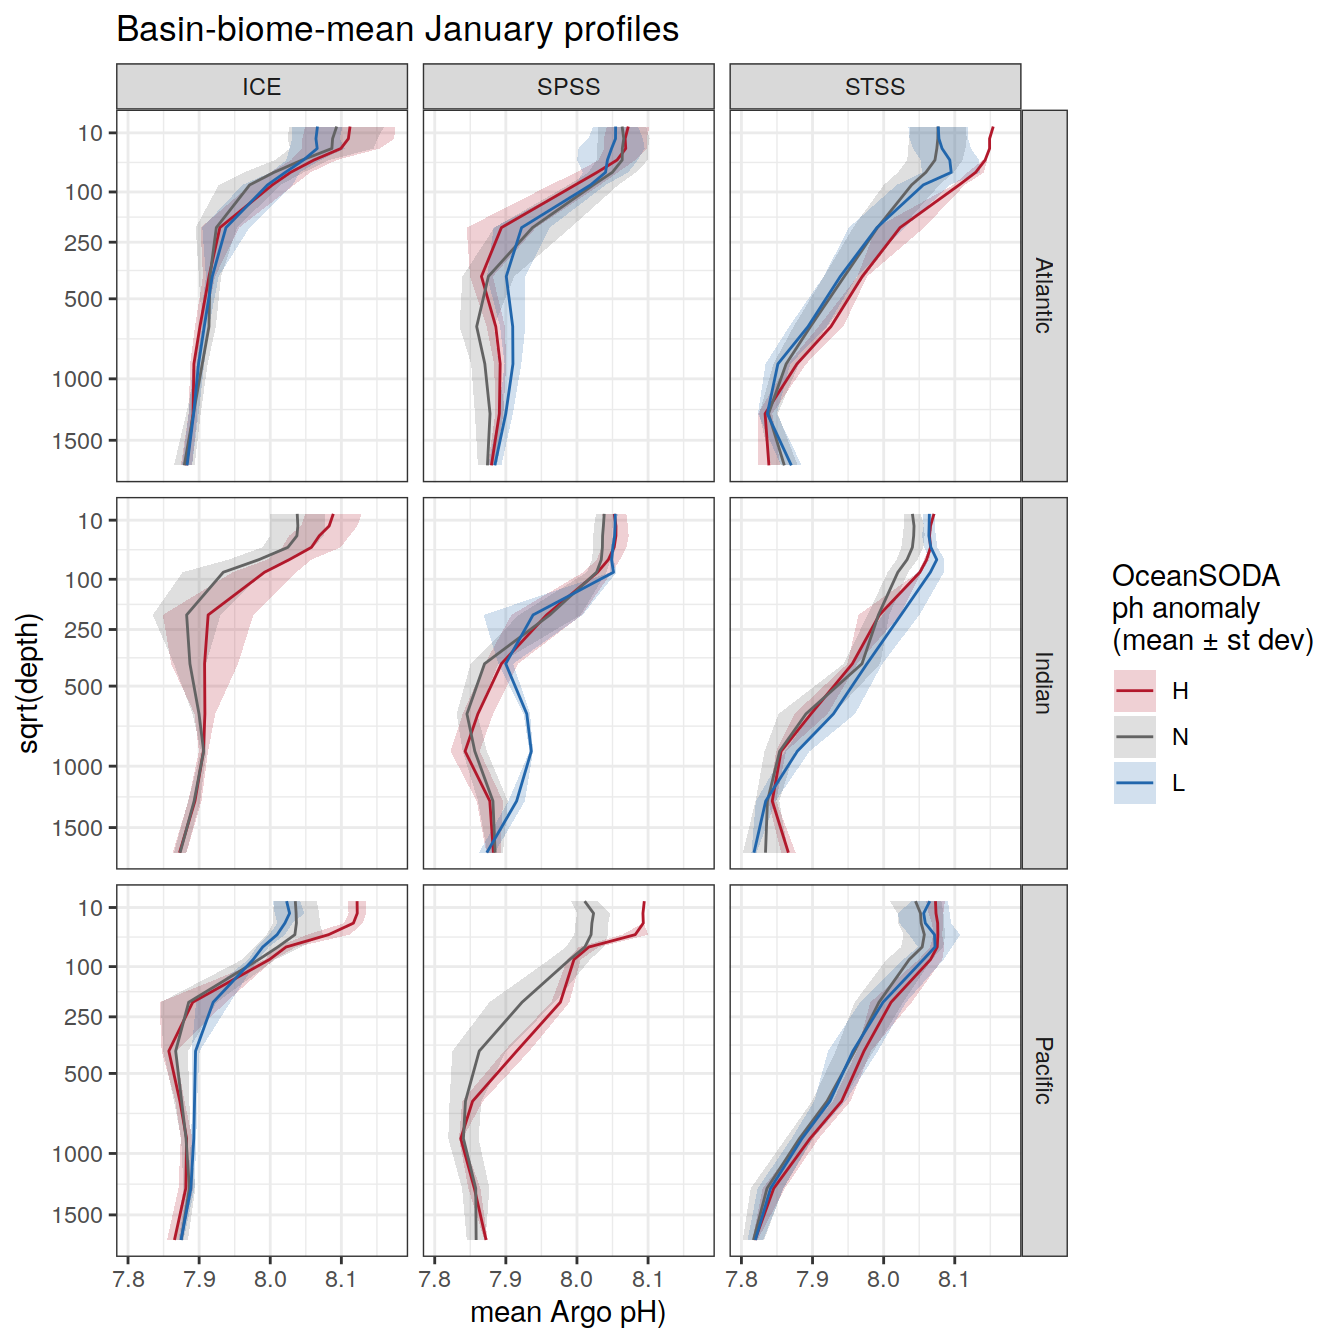 Basin-biome-mean January profiles
ICE
SPSS
STSS
10
100
250
500
1000
1500
Atlantic
10
100
250
500
1000
1500
Indian
10
100
250
500
1000
1500
Pacific
sqrt(depth)
7.8 7.9 8.0 8.1
7.8 7.9 8.0 8.1
7.8 7.9 8.0 8.1
mean Argo pH)
OceanSODA
ph anomaly
(mean ± st dev)
H
N
L